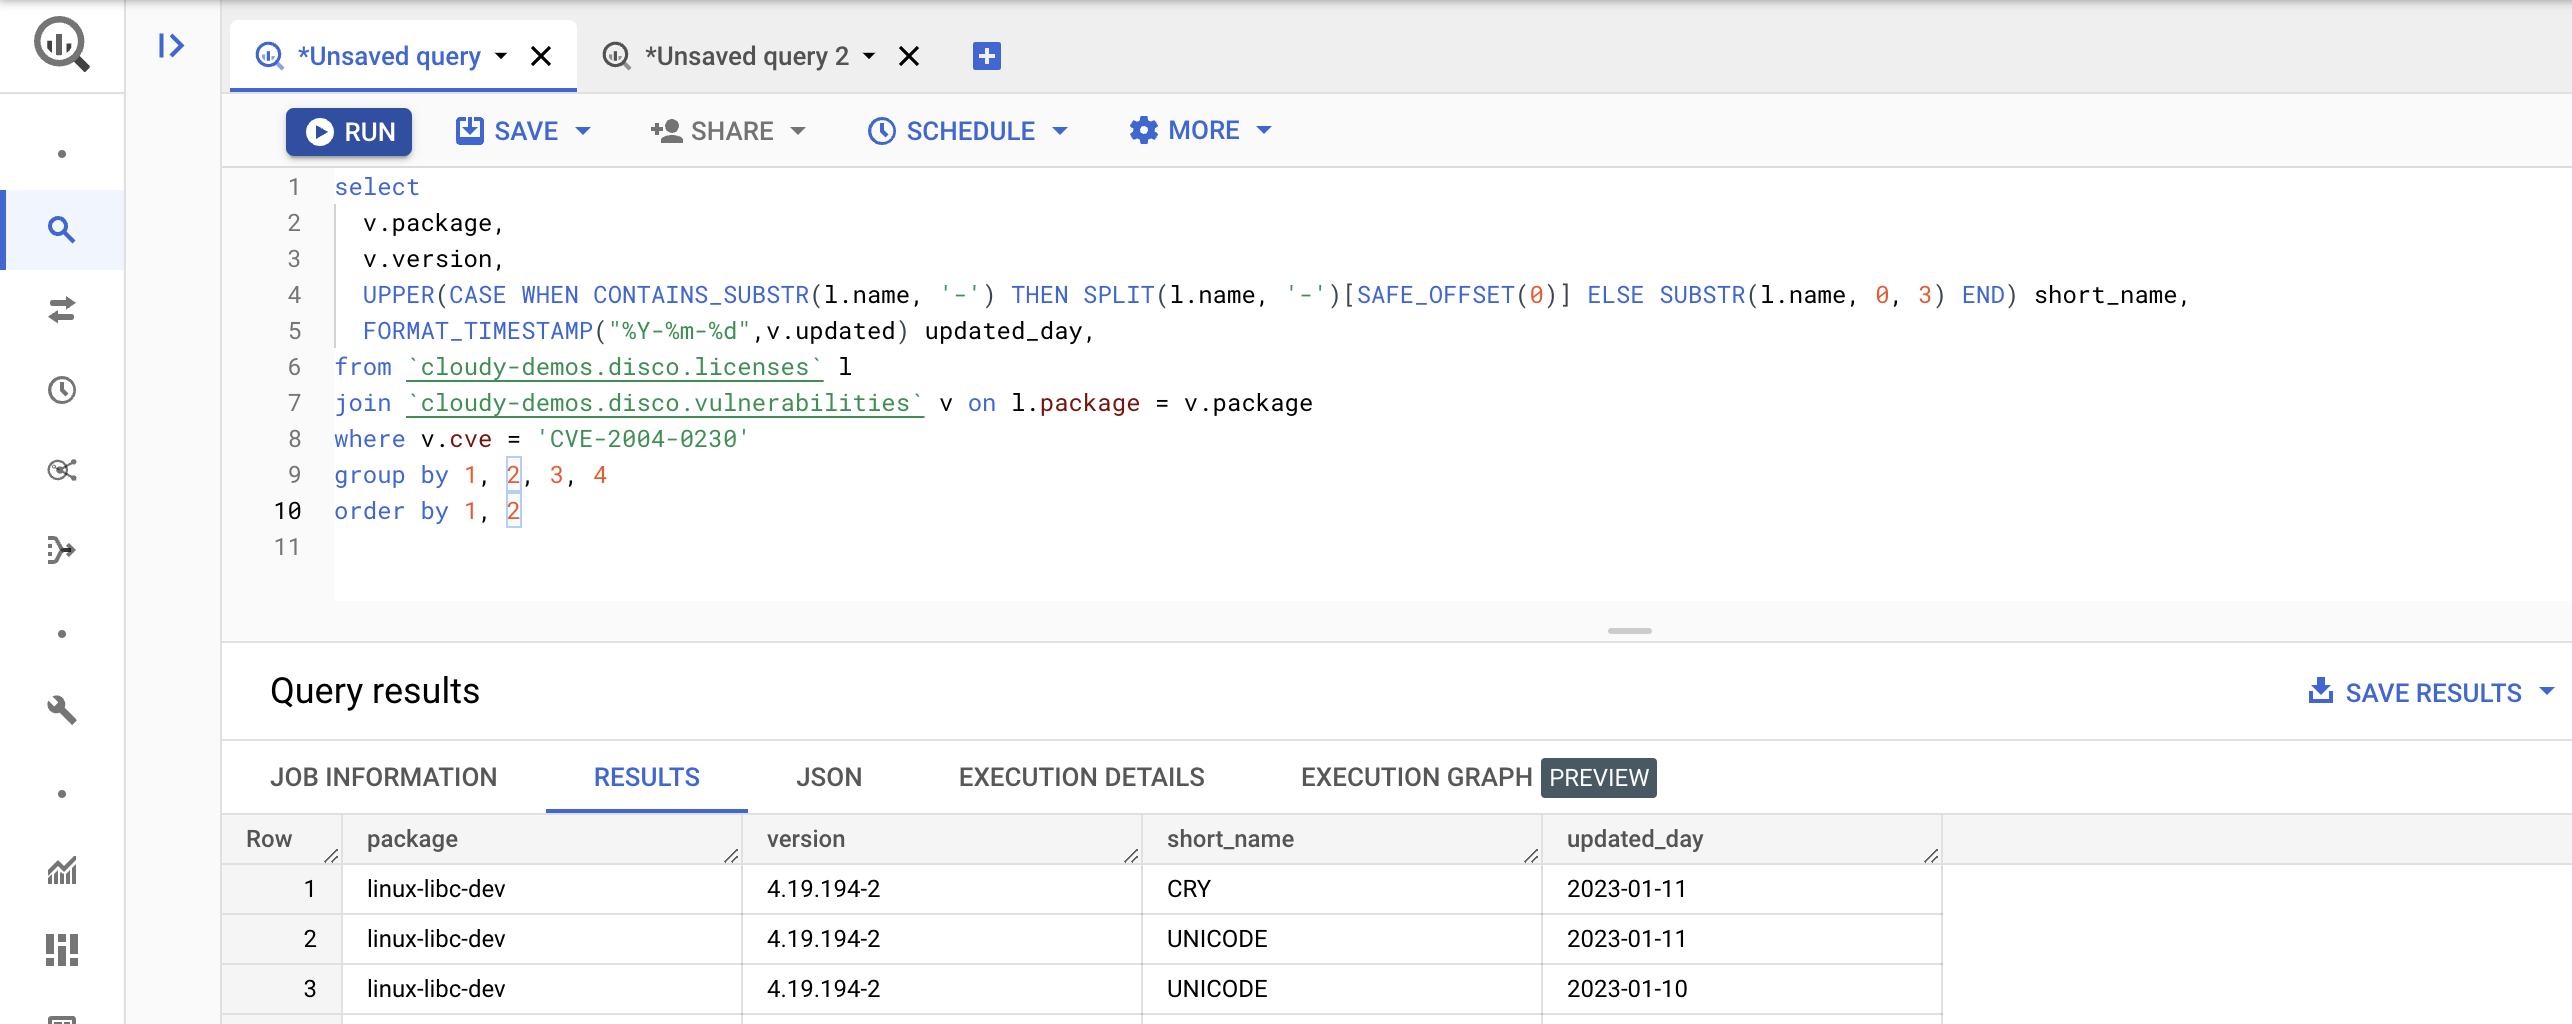 *Unsaved query
*Unsaved query 2
RUN
SAVE
SHARE
SCHEDULE
MORE
1 select
2 v.package,
3 v.version,
4 UPPER(CASE WHEN CONTAINS_SUBSTR(l.name, '-') THEN SPLIT(l.name, '-')[SAFE_OFFSET(0)] ELSE SUBSTR(l.name, 0, 3) END) short_name,
5 FORMAT_TIMESTAMP("%Y-%m-%d",v.updated) updated_day,
6 from `cloudy-demos.disco.licenses` l
7 join `cloudy-demos.disco.vulnerabilities` v on l.package = v.package
8 where v.cve = 'CVE-2004-0230'
9 group by 1, 2, 3, 4
10 order by 1, 2
11
Query results
SAVE RESULTS
JOB INFORMATION RESULTS JSON EXECUTION DETAILS EXECUTION GRAPH PREVIEW
Row package version short_name updated_day
1 linux-libc-dev 4.19.194-2 CRY 2023-01-11
2 linux-libc-dev 4.19.194-2 UNICODE 2023-01-11
3 linux-libc-dev 4.19.194-2 UNICODE 2023-01-10